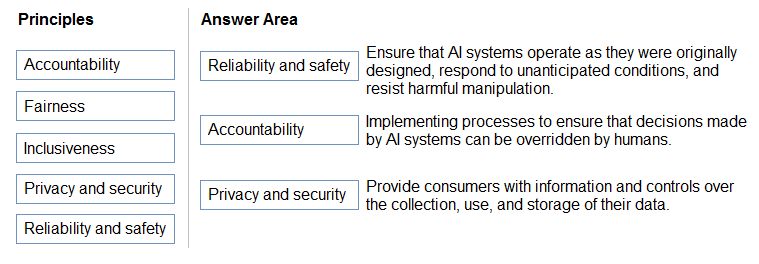 Principles
Answer Area
Accountability
Fairness
Inclusiveness
Privacy and security
Reliability and safety
Reliability and safety
Ensure that AI systems operate as they were originally
designed, respond to unanticipated conditions, and
resist harmful manipulation.
Accountability
Implementing processes to ensure that decisions made
by AI systems can be overridden by humans.
Privacy and security
Provide consumers with information and controls over
the collection, use, and storage of their data.